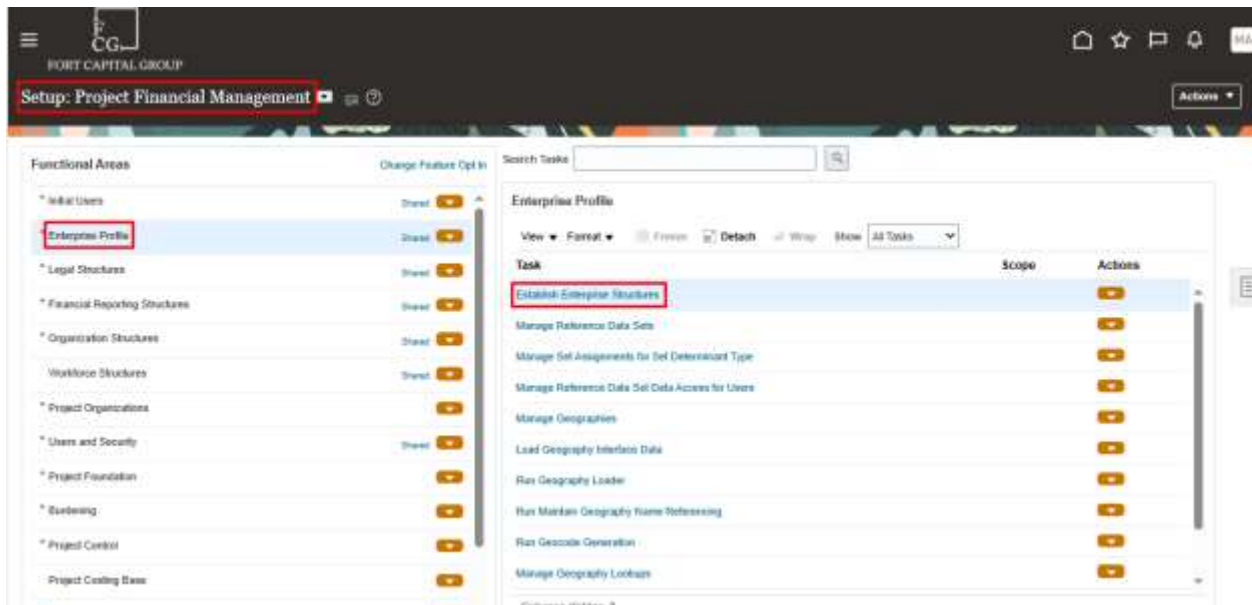 FCG
FORT CAPITAL GROUP
MA
Setup: Project Financial Management
Actions
Functional Areas
Change Feature Opt In
Search Tasks
* Initial Users Shared
* Enterprise Profile Shared
* Legal Structures Shared
* Financial Reporting Structures Shared
* Organization Structures Shared
Workforce Structures Shared
* Project Organizations
* Users and Security Shared
* Project Foundation
* Burdening
* Project Control
Project Costing Base
Enterprise Profile
View Format Freeze Detach Wrap Show All Tasks
Task Scope Actions
Establish Enterprise Structures
Manage Reference Data Sets
Manage Set Assignments for Set Determinant Type
Manage Reference Data Set Data Access for Users
Manage Geographies
Load Geography Interface Data
Run Geography Loader
Run Maintain Geography Name Referencing
Run Geocode Generation
Manage Geography Lookups